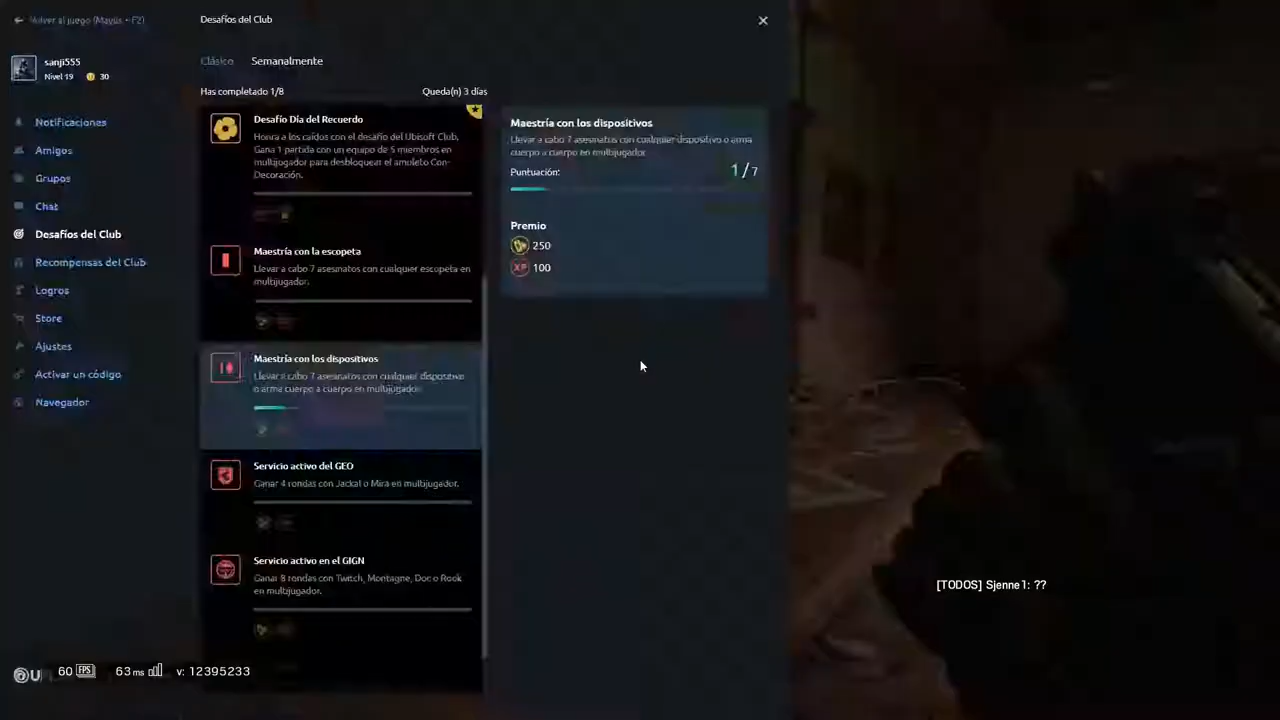 Volver al juego (Mayús + F2)
Desafíos del Club
sanji555
Nivel 19
30
Clásico
Semanalmente
Has completado 1/8
Queda(n) 3 días
Notificaciones
Amigos
Grupos
Chat
Desafíos del Club
Recompensas del Club
Logros
Store
Ajustes
Activar un código
Navegador
Desafío Día del Recuerdo
Honra a los caídos con el desafío del Ubisoft Club.
Gana 1 partida con un equipo de 5 miembros en
multijugador para desbloquear el amuleto Con-
Decoración.
Maestría con la escopeta
Llevar a cabo 7 asesinatos con cualquier escopeta en
multijugador.
Maestría con los dispositivos
Llevar a cabo 7 asesinatos con cualquier dispositivo
o arma cuerpo a cuerpo en multijugador.
Servicio activo del GEO
Ganar 4 rondas con Jackal o Mira en multijugador.
Servicio activo en el GIGN
Ganar 8 rondas con Twitch, Montagne, Doc o Rook
en multijugador.
Maestría con los dispositivos
Llevar a cabo 7 asesinatos con cualquier dispositivo o arma
cuerpo a cuerpo en multijugador.
Puntuación:
1/7
Premio
250
XP 100
[TODOS] Sjenne1: ??
60 FPS
63 ms
v: 12395233